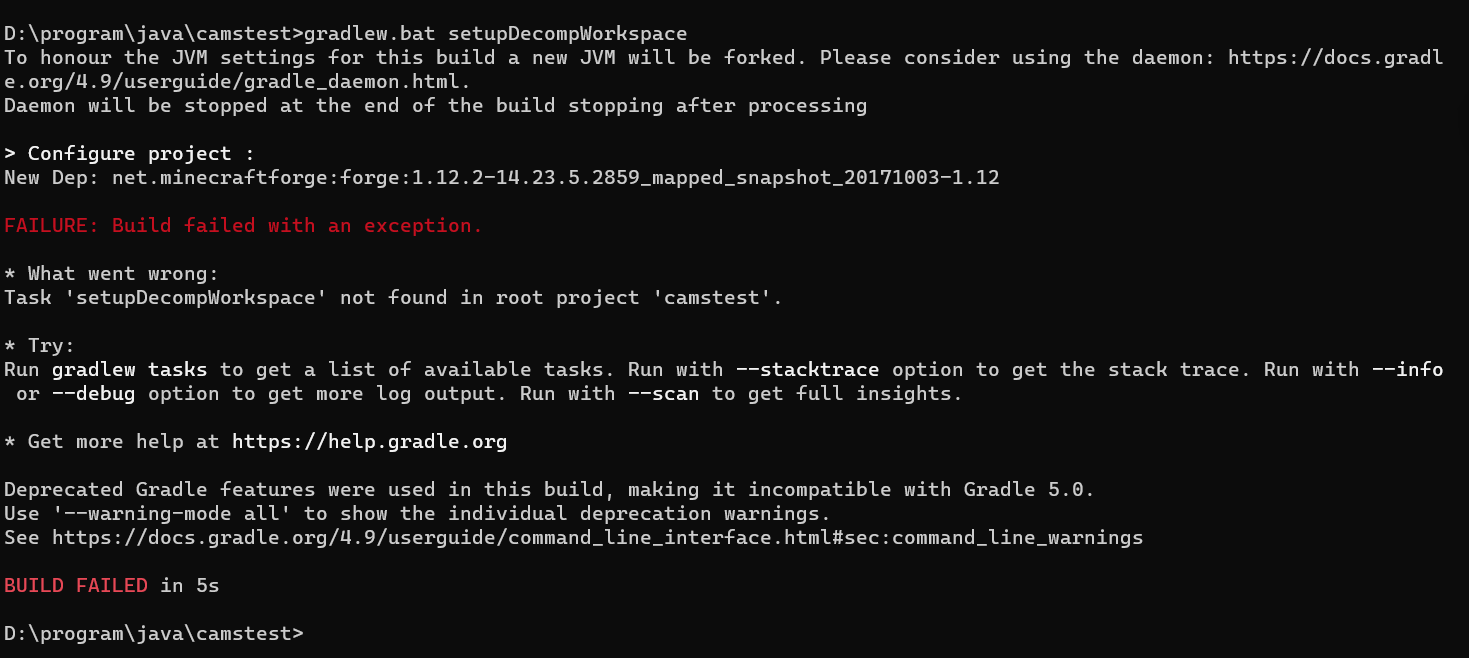 D:\program\java\camstest>gradlew.bat setupDecompWorkspace
To honour the JVM settings for this build a new JVM will be forked. Please consider using the daemon: https://docs.gradl
e.org/4.9/userguide/gradle_daemon.html.
Daemon will be stopped at the end of the build stopping after processing
> Configure project :
New Dep: net.minecraftforge:forge:1.12.2-14.23.5.2859_mapped_snapshot_20171003-1.12
FAILURE: Build failed with an exception.
* What went wrong:
Task 'setupDecompWorkspace' not found in root project 'camstest'.
* Try:
Run gradlew tasks to get a list of available tasks. Run with --stacktrace option to get the stack trace. Run with --info
 or --debug option to get more log output. Run with --scan to get full insights.
* Get more help at https://help.gradle.org
Deprecated Gradle features were used in this build, making it incompatible with Gradle 5.0.
Use '--warning-mode all' to show the individual deprecation warnings.
See https://docs.gradle.org/4.9/userguide/command_line_interface.html#sec:command_line_warnings
BUILD FAILED in 5s
D:\program\java\camstest>